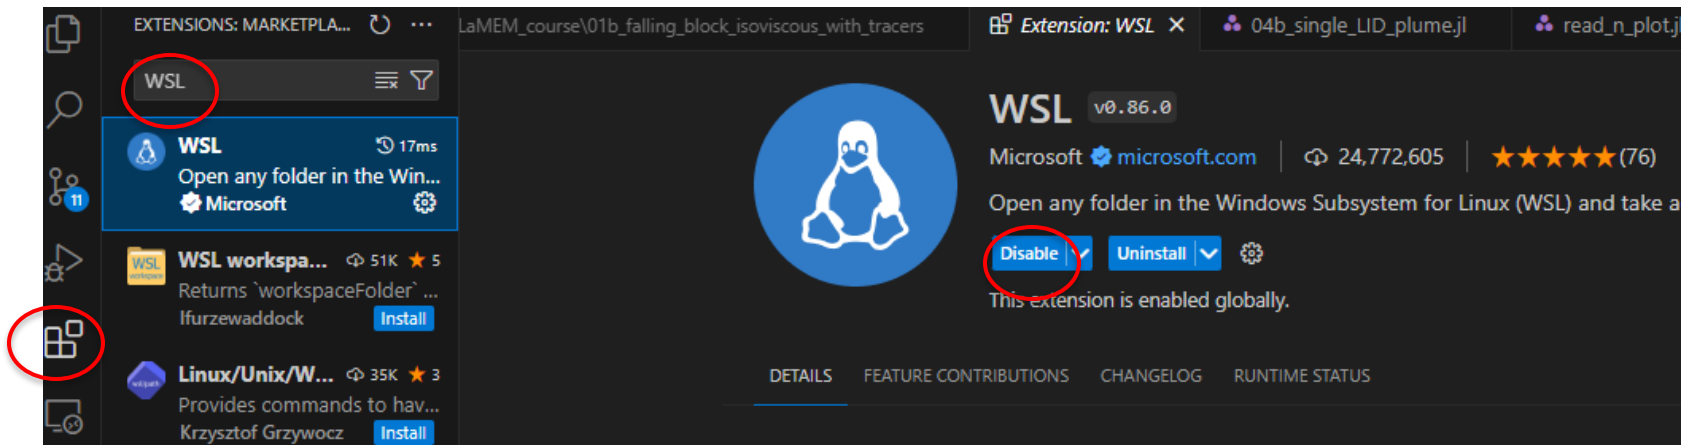 EXTENSIONS: MARKETPLA...
WSL
WSL
17ms
Open any folder in the Win...
Microsoft
WSL workspa...
51K ★ 5
Returns `workspaceFolder` ...
lfurzewaddock
Install
Linux/Unix/W...
35K ★ 3
Provides commands to hav...
Krzysztof Grzywocz
Install
11
WSL
LaMEM_course\01b_falling_block_isoviscous_with_tracers
Extension: WSL
04b_single_LID_plume.jl
read_n_plot.j
WSL
v0.86.0
Microsoft
microsoft.com
24,772,605
★★★★★(76)
Open any folder in the Windows Subsystem for Linux (WSL) and take a
Disable
Uninstall
This extension is enabled globally.
DETAILS
FEATURE CONTRIBUTIONS
CHANGELOG
RUNTIME STATUS